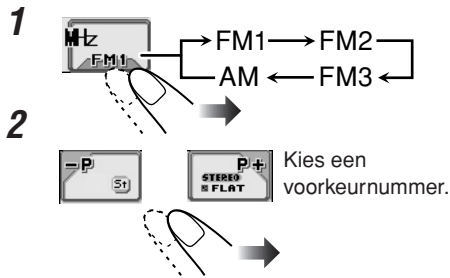 1
MHz
FM1
FM1 FM2
AM FM3
2
–P
St
P+
STEREO
FLAT
Kies een
voorkeurnummer.